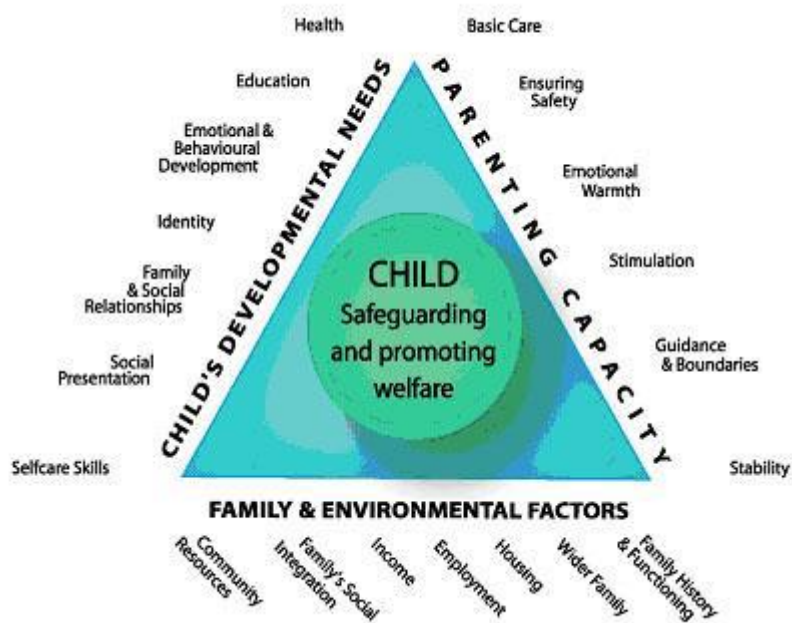 Health
Education
Emotional &
Behavioural
Development
Identity
Family
& Social
Relationships
Social
Presentation
Selfcare Skills
CHILD'S DEVELOPMENTAL NEEDS
Basic Care
Ensuring
Safety
Emotional
Warmth
Stimulation
Guidance
& Boundaries
Stability
PARENTING CAPACITY
CHILD
Safeguarding
and promoting
welfare
FAMILY & ENVIRONMENTAL FACTORS
Community
Resources
Family's Social
Integration
Income
Employment
Housing
Wider Family
Family History
& Functioning